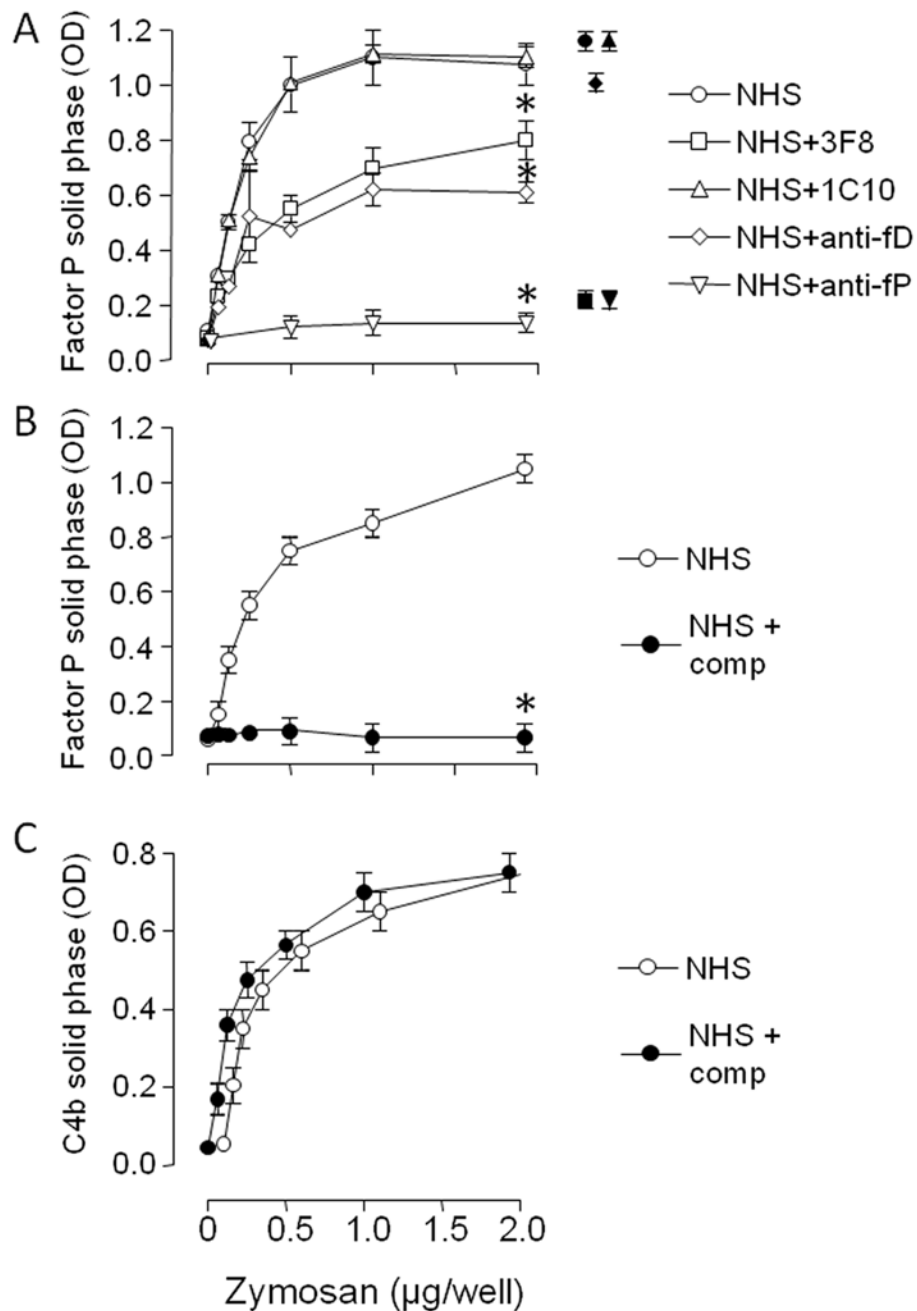 A
Factor P solid phase (OD)
1.2
1.0
0.8
0.6
0.4
0.2
0.0
*
*
*
NHS
NHS+3F8
NHS+1C10
NHS+anti-fD
NHS+anti-fP
B
Factor P solid phase (OD)
1.2
1.0
0.8
0.6
0.4
0.2
0.0
*
NHS
NHS +
comp
C
C4b solid phase (OD)
0.8
0.6
0.4
0.2
0.0
NHS
NHS +
comp
0 0.5 1.0 1.5 2.0
Zymosan (µg/well)